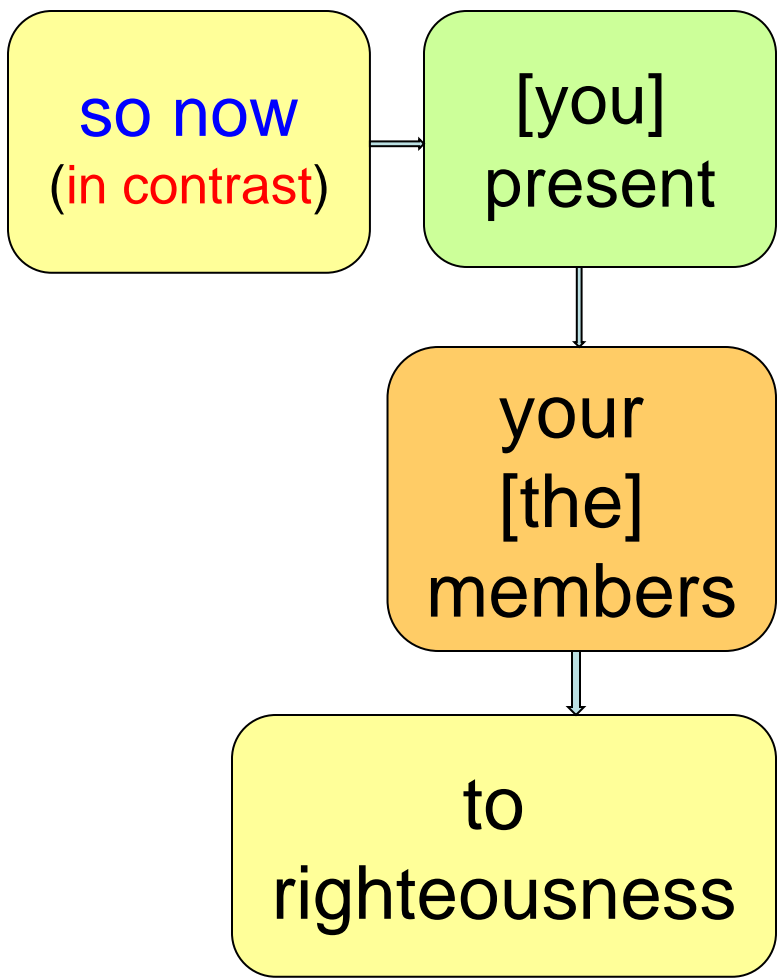 so now
(in contrast)
[you]
present
your
[the]
members
to
righteousness